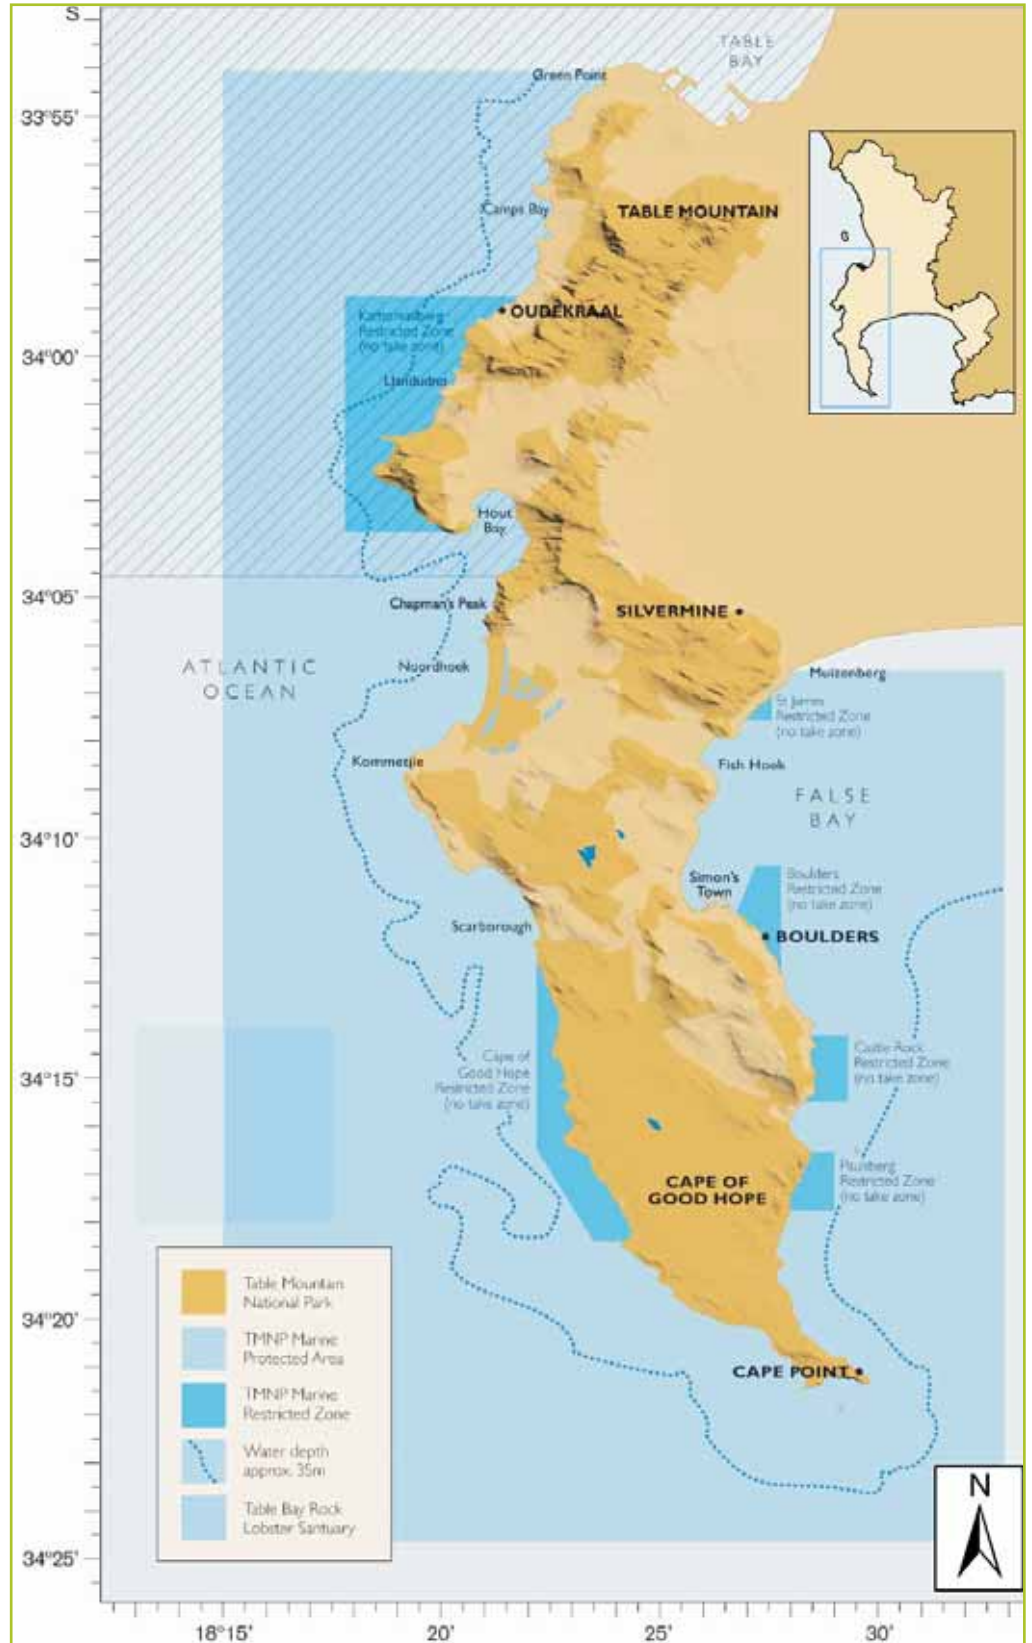 S
TABLE
BAY
Green Point
33°55'
Camps Bay
TABLE MOUNTAIN
OUDEKRAAL
Karbonkelberg
Restricted Zone
(no take zone)
34°00'
Llandudno
Hout
Bay
34°05'
Chapman's Peak
SILVERMINE
ATLANTIC
OCEAN
Noordhoek
Muizenberg
St James
Restricted Zone
(no take zone)
Kommetjie
Fish Hoek
FALSE
BAY
34°10'
Simon's
Town
Boulders
Restricted Zone
(no take zone)
Scarborough
BOULDERS
34°15'
Cape of
Good Hope
Restricted Zone
(no take zone)
Castle Rock
Restricted Zone
(no take zone)
Paulsberg
Restricted Zone
(no take zone)
CAPE OF
GOOD HOPE
34°20'
CAPE POINT
Table Mountain
National Park
TMNP Marine
Protected Area
TMNP Marine
Restricted Zone
Water depth
approx. 35m
Table Bay Rock
Lobster Santuary
N
34°25'
18°15'
20'
25'
30'